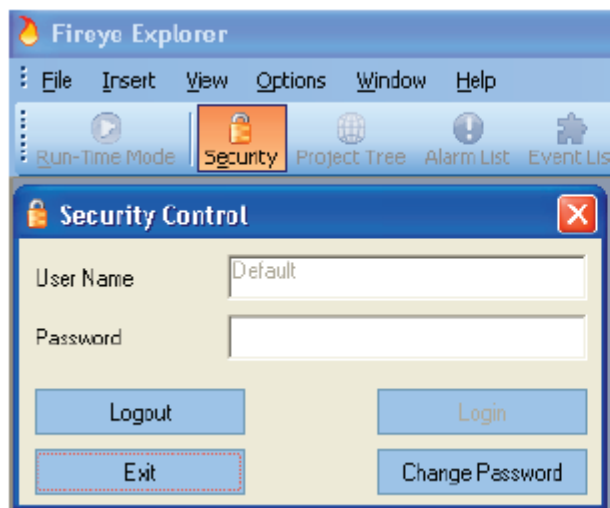 Fireye Explorer
File Insert View Options Window Help
Run-Time Mode Security Project Tree Alarm List Event Lis
Security Control
User Name Default
Password
Logout Login
Exit Change Password